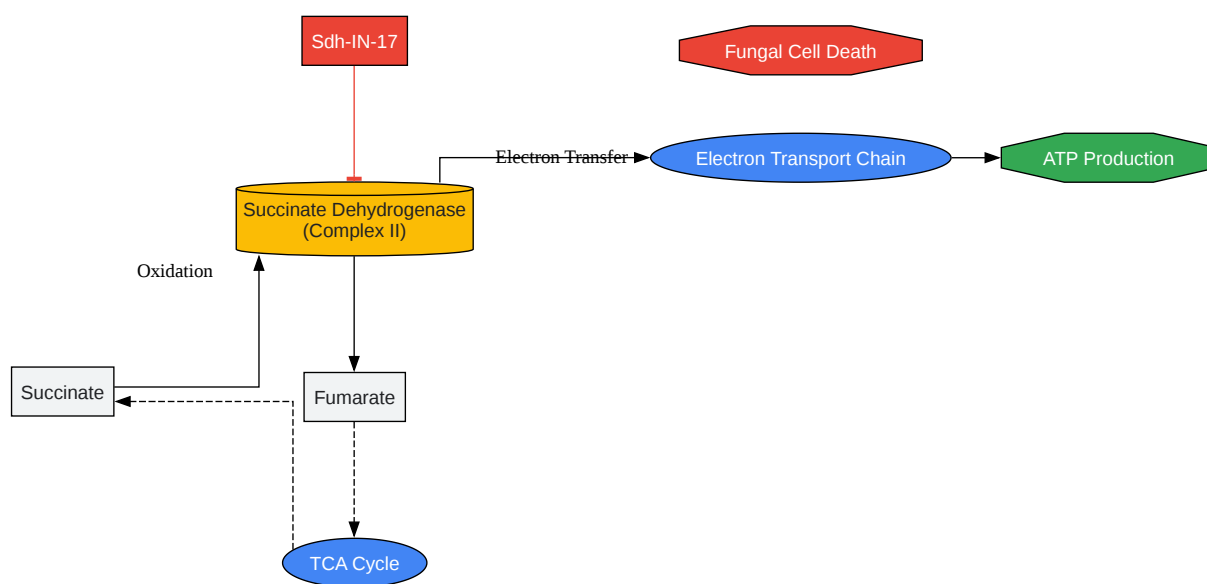 Sdh-IN-17
Fungal Cell Death
Electron Transfer
Electron Transport Chain
ATP Production
Succinate Dehydrogenase
(Complex II)
Oxidation
Succinate
Fumarate
TCA Cycle